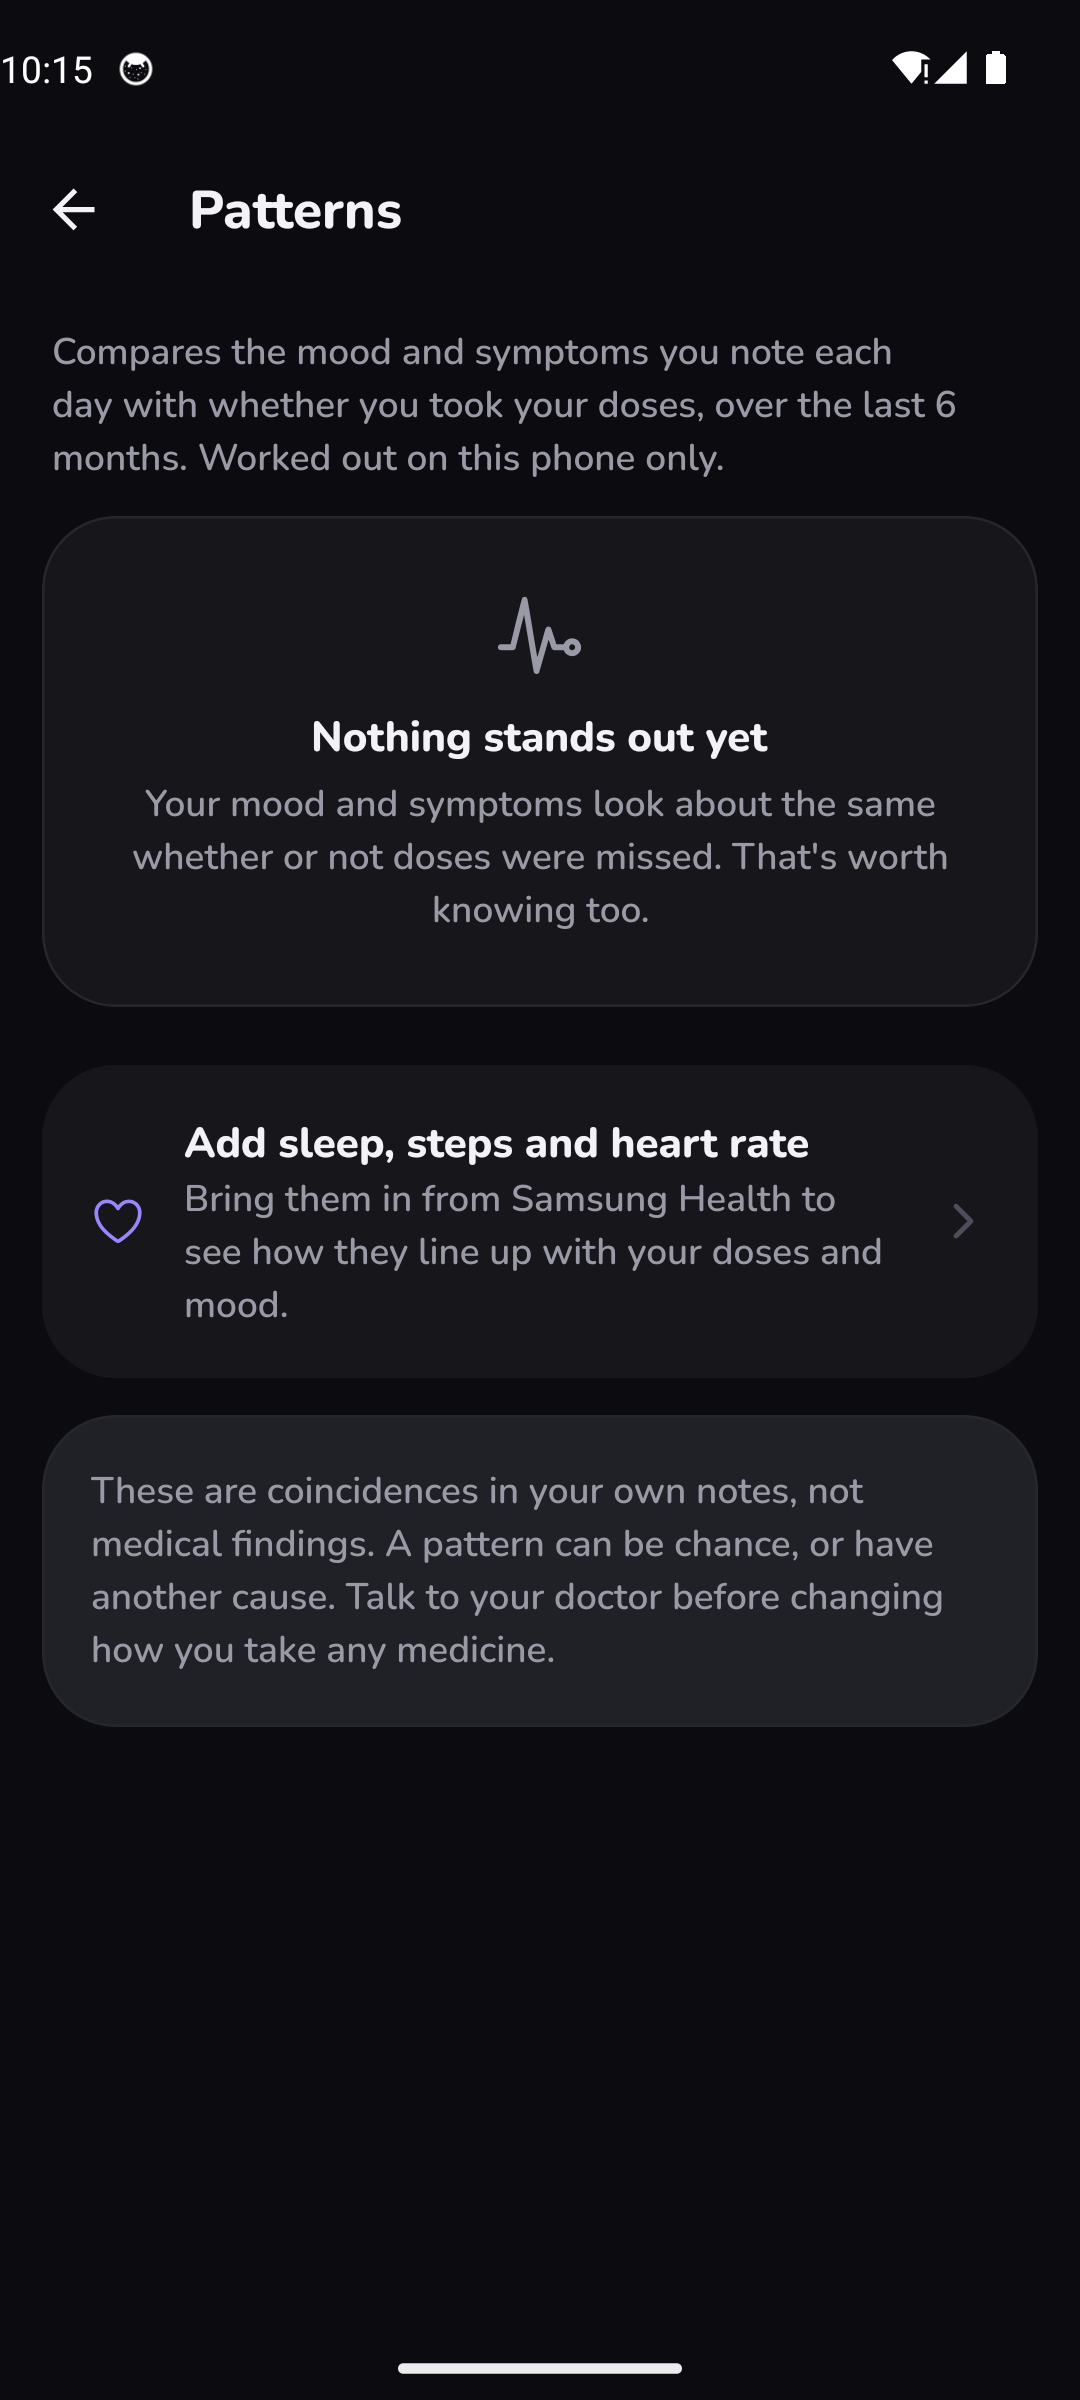 10:15
Patterns
Compares the mood and symptoms you note each
day with whether you took your doses, over the last 6
months. Worked out on this phone only.
Nothing stands out yet
Your mood and symptoms look about the same
whether or not doses were missed. That's worth
knowing too.
Add sleep, steps and heart rate
Bring them in from Samsung Health to
see how they line up with your doses and
mood.
These are coincidences in your own notes, not
medical findings. A pattern can be chance, or have
another cause. Talk to your doctor before changing
how you take any medicine.